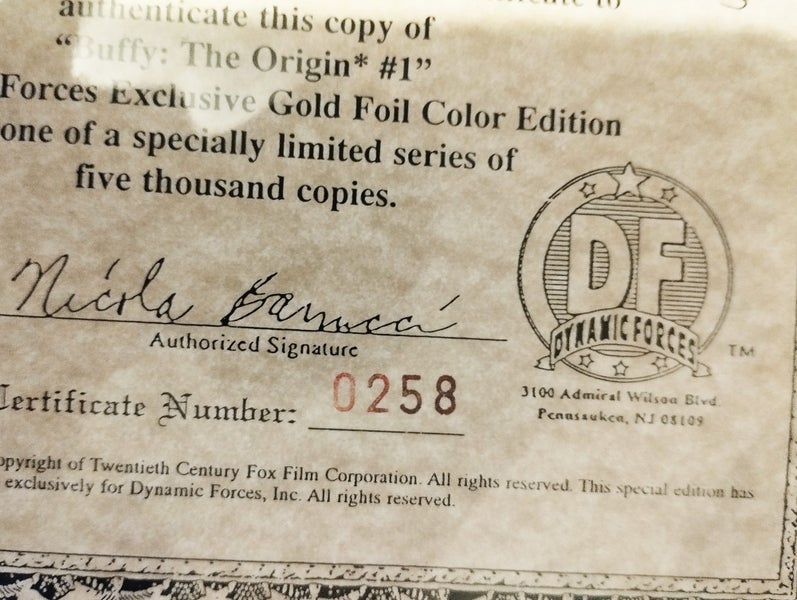 authenticate this copy of
“Buffy: The Origin* #1”
Forces Exclusive Gold Foil Color Edition
one of a specially limited series of
five thousand copies.
Nicola Barrucci
Authorized Signature
DF
DYNAMIC FORCES
TM
3100 Admiral Wilson Blvd.
Pennsauken, NJ 08109
Certificate Number: 0258
opyright of Twentieth Century Fox Film Corporation. All rights reserved. This special edition has
exclusively for Dynamic Forces, Inc. All rights reserved.